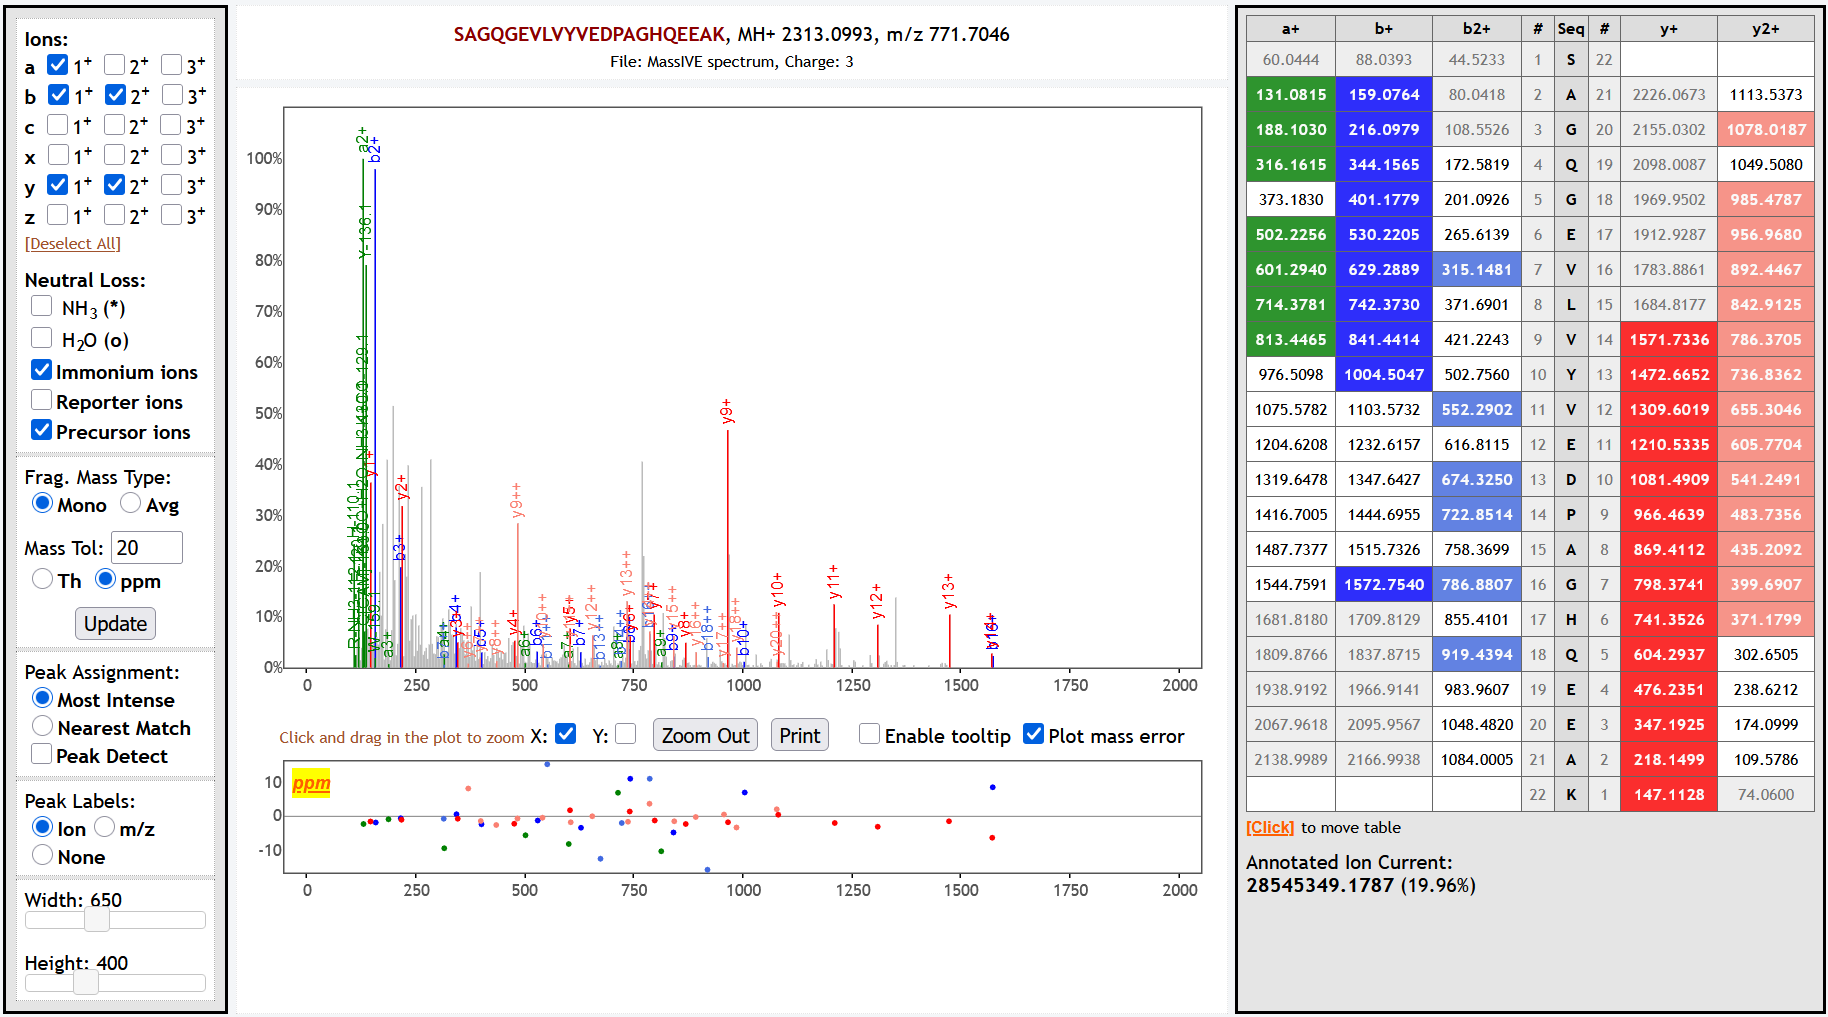 Ions:
a 1+ 2+ 3+
b 1+ 2+ 3+
c 1+ 2+ 3+
x 1+ 2+ 3+
y 1+ 2+ 3+
z 1+ 2+ 3+
[Deselect All]
Neutral Loss:
NH3 (*)
H2O (o)
Immonium ions
Reporter ions
Precursor ions
Frag. Mass Type:
Mono Avg
Mass Tol: 20
Th ppm
Update
Peak Assignment:
Most Intense
Nearest Match
Peak Detect
Peak Labels:
Ion m/z
None
Width: 650
Height: 400
SAGQGEVLVYVEDPAGHQEEAK, MH+ 2313.0993, m/z 771.7046
File: MassIVE spectrum, Charge: 3
100%
90%
80%
70%
60%
50%
40%
30%
20%
10%
0%
a2+
b2+
Y-136.1
y2+
b3+
y9++
y9+
y10+
y11+
y12+
y13+
b10+
0 250 500 750 1000 1250 1500 1750 2000
Click and drag in the plot to zoom X: Y: Zoom Out Print Enable tooltip Plot mass error
ppm
10
0
-10
0 250 500 750 1000 1250 1500 1750 2000
a+ b+ b2+ # Seq # y+ y2+
60.0444 88.0393 44.5233 1 S 22
131.0815 159.0764 80.0418 2 A 21 2226.0673 1113.5373
188.1030 216.0979 108.5526 3 G 20 2155.0302 1078.0187
316.1615 344.1565 172.5819 4 Q 19 2098.0087 1049.5080
373.1830 401.1779 201.0926 5 G 18 1969.9502 985.4787
502.2256 530.2205 265.6139 6 E 17 1912.9287 956.9680
601.2940 629.2889 315.1481 7 V 16 1783.8861 892.4467
714.3781 742.3730 371.6901 8 L 15 1684.8177 842.9125
813.4465 841.4414 421.2243 9 V 14 1571.7336 786.3705
976.5098 1004.5047 502.7560 10 Y 13 1472.6652 736.8362
1075.5782 1103.5732 552.2902 11 V 12 1309.6019 655.3046
1204.6208 1232.6157 616.8115 12 E 11 1210.5335 605.7704
1319.6478 1347.6427 674.3250 13 D 10 1081.4909 541.2491
1416.7005 1444.6955 722.8514 14 P 9 966.4639 483.7356
1487.7377 1515.7326 758.3699 15 A 8 869.4112 435.2092
1544.7591 1572.7540 786.8807 16 G 7 798.3741 399.6907
1681.8180 1709.8129 855.4101 17 H 6 741.3526 371.1799
1809.8766 1837.8715 919.4394 18 Q 5 604.2937 302.6505
1938.9192 1966.9141 983.9607 19 E 4 476.2351 238.6212
2067.9618 2095.9567 1048.4820 20 E 3 347.1925 174.0999
2138.9989 2166.9938 1084.0005 21 A 2 218.1499 109.5786
22 K 1 147.1128 74.0600
[Click] to move table
Annotated Ion Current:
28545349.1787 (19.96%)